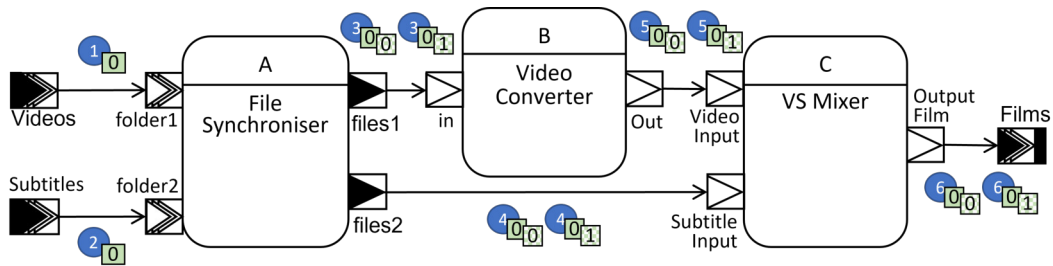 1
0
Videos
folder1
A
File
Synchroniser
Subtitles
folder2
2
0
files1
files2
3
0
0
3
0
1
in
B
Video
Converter
Out
4
0
0
4
0
1
5
0
0
5
0
1
Video
Input
Subtitle
Input
C
VS Mixer
Output
Film
Films
6
0
0
6
0
1